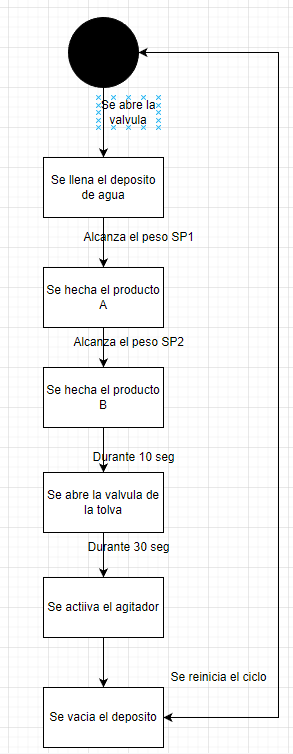 Se abre la
valvula
Se llena el deposito
de agua
Alcanza el peso SP1
Se hecha el producto
A
Alcanza el peso SP2
Se hecha el producto
B
Durante 10 seg
Se abre la valvula de
la tolva
Durante 30 seg
Se actiiva el agitador
Se reinicia el ciclo
Se vacia el deposito